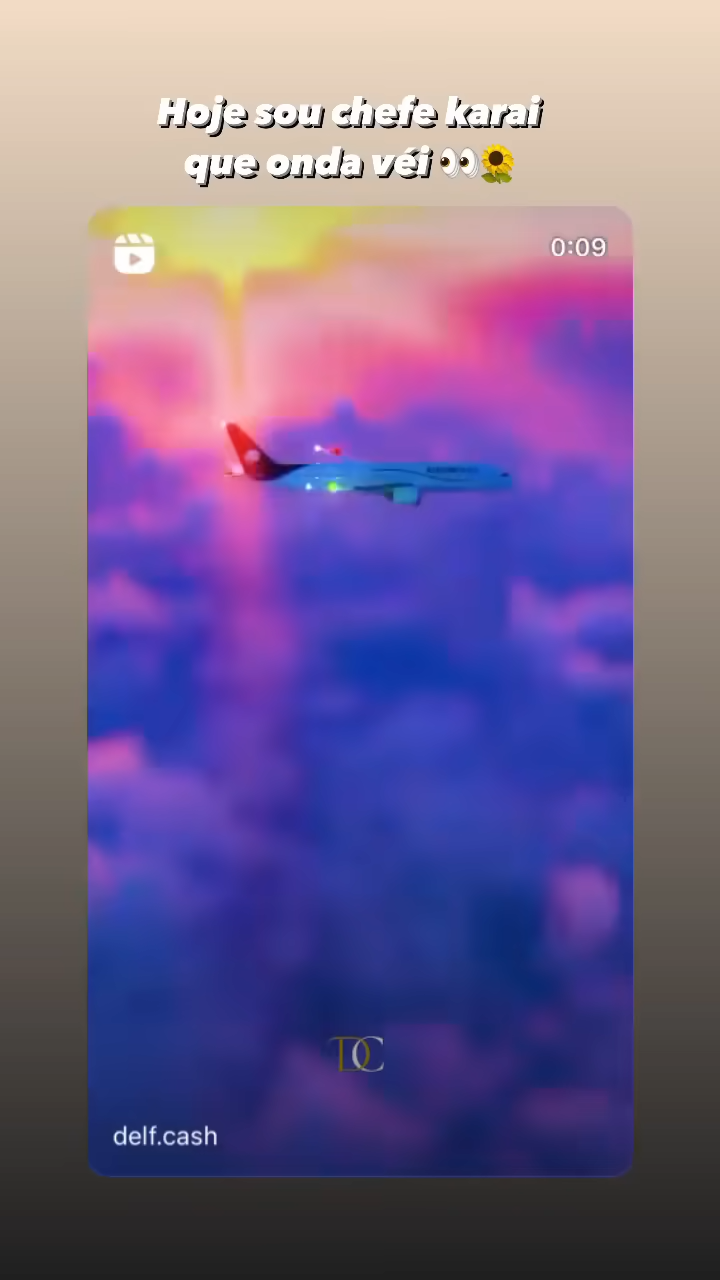 Hoje sou chefe karai
que onda véi 👀🌻
0:09
DC
delf.cash